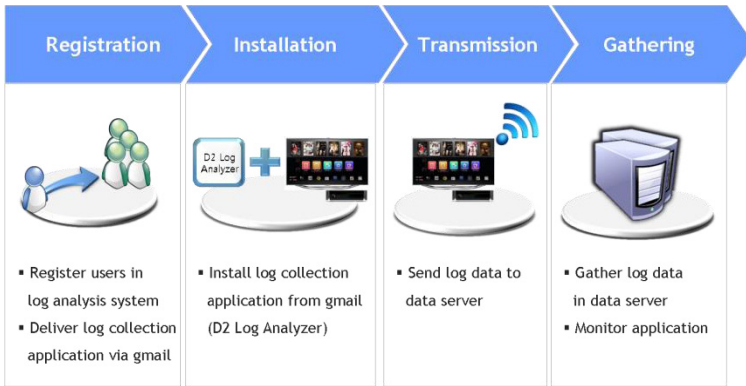 Registration
Installation
Transmission
Gathering
D2 Log
Analyzer
▪ Register users in
log analysis system
▪ Deliver log collection
application via gmail
▪ Install log collection
application from gmail
(D2 Log Analyzer)
▪ Send log data to
data server
▪ Gather log data
in data server
▪ Monitor application